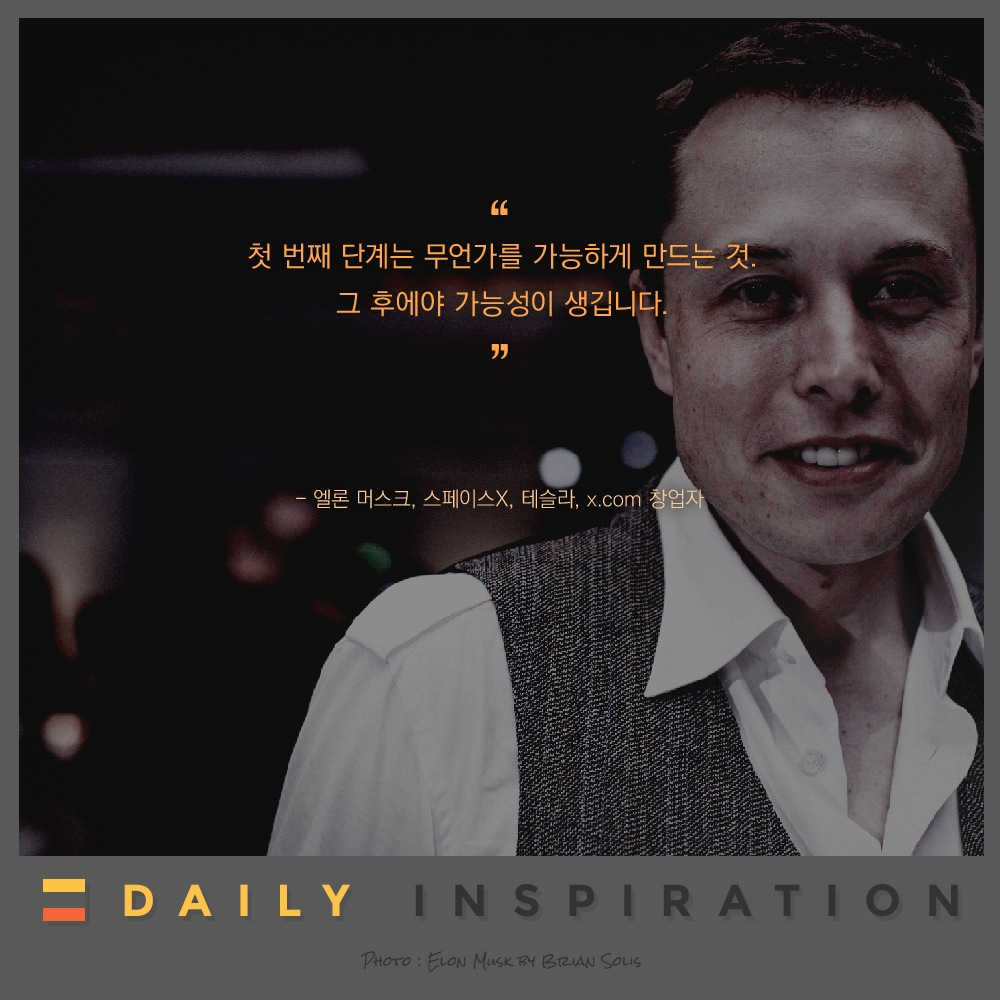 “
첫 번째 단계는 무언가를 가능하게 만드는 것.
그 후에야 가능성이 생깁니다.
”
– 엘론 머스크, 스페이스X, 테슬라, x.com 창업자
DAILY INSPIRATION
Photo : Elon Musk by Brian Solis